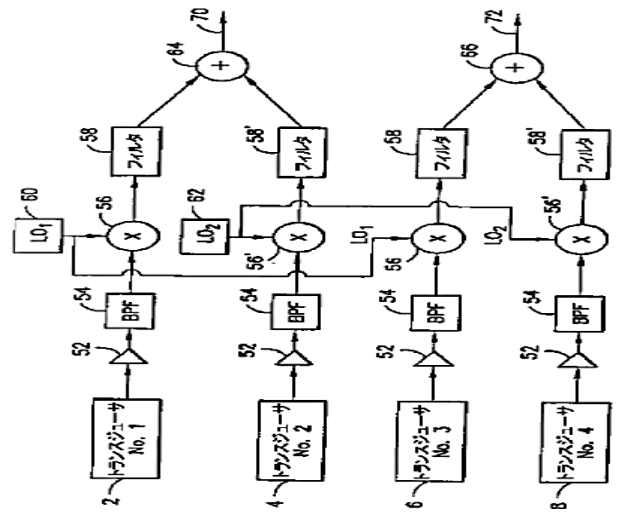 70
72
64
+
66
+
58
フィルタ
58'
フィルタ
58
フィルタ
58'
フィルタ
60
LO₁
62
LO₂
56
X
56'
X
LO₁
56
X
LO₂
56'
X
54
BPF
54
BPF
54
BPF
54
BPF
52
52
52
52
トランスジューサ
No. 1
トランスジューサ
No. 2
トランスジューサ
No. 3
トランスジューサ
No. 4
2
4
6
8